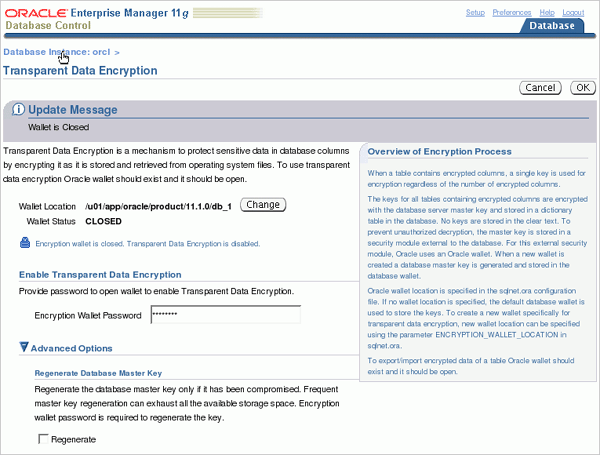 ORACLE Enterprise Manager 11g
Database Control
Setup Preferences Help Logout
Database
Database Instance: orcl >
Transparent Data Encryption
Cancel OK
Update Message
Wallet is Closed
Transparent Data Encryption is a mechanism to protect sensitive data in database columns
by encrypting it as it is stored and retrieved from operating system files. To use transparent
data encryption Oracle wallet should exist and it should be open.
Wallet Location /u01/app/oracle/product/11.1.0/db_1 Change
Wallet Status CLOSED
Encryption wallet is closed. Transparent Data Encryption is disabled.
Enable Transparent Data Encryption
Provide password to open wallet to enable Transparent Data Encryption.
Encryption Wallet Password ********
Advanced Options
Regenerate Database Master Key
Regenerate the database master key only if it has been compromised. Frequent
master key regeneration can exhaust all the available storage space. Encryption
wallet password is required to regenerate the key.
Regenerate
Overview of Encryption Process
When a table contains encrypted columns, a single key is used for
encryption regardless of the number of encrypted columns.
The keys for all tables containing encrypted columns are encrypted
with the database server master key and stored in a dictionary
table in the database. No keys are stored in the clear text. To
prevent unauthorized decryption, the master key is stored in a
security module external to the database. For this external security
module, Oracle uses an Oracle wallet. When a new wallet is
created a database master key is generated and stored in the
database wallet.
Oracle wallet location is specified in the sqlnet.ora configuration
file. If no wallet location is specified, the default database wallet is
used to store the keys. To create a new wallet specifically for
transparent data encryption, new wallet location can be specified
using the parameter ENCRYPTION_WALLET_LOCATION in
sqlnet.ora.
To export/import encrypted data of a table Oracle wallet should
exist and it should be open.